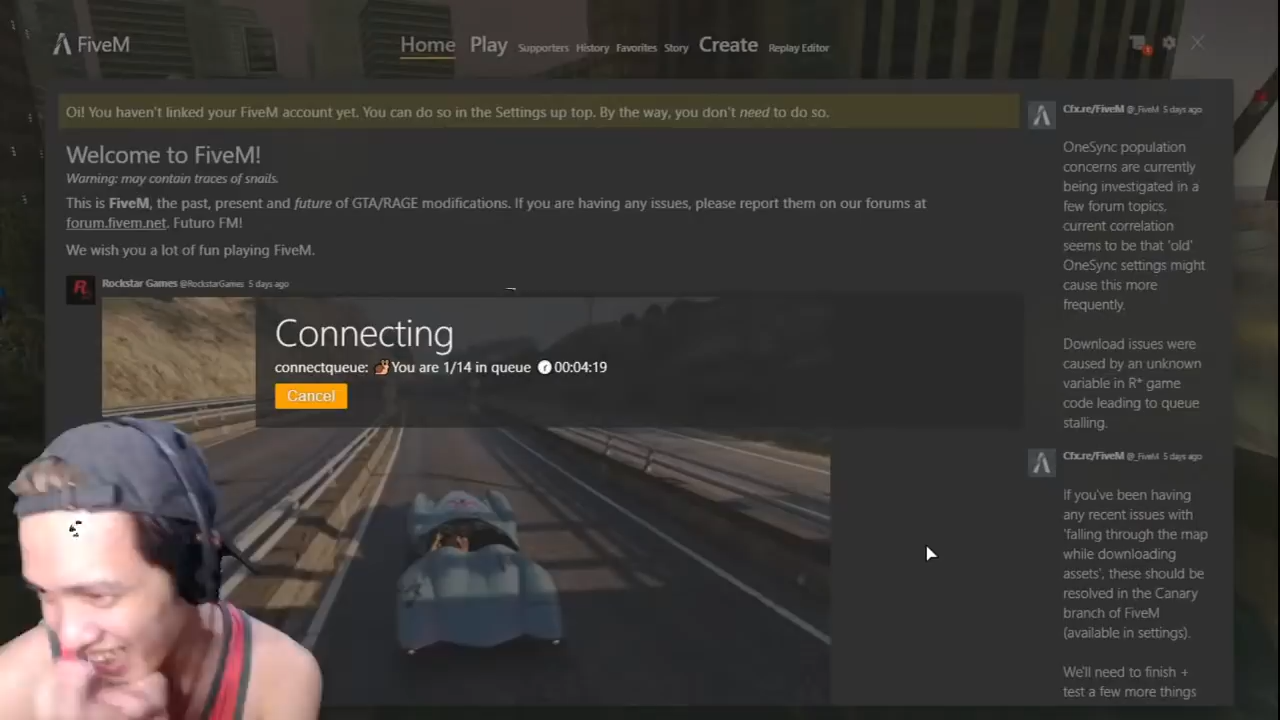 FiveM
Home Play Supporters History Favorites Story Create Replay Editor
Oi! You haven't linked your FiveM account yet. You can do so in the Settings up top. By the way, you don't need to do so.
Welcome to FiveM!
Warning: may contain traces of snails.
This is FiveM, the past, present and future of GTA/RAGE modifications. If you are having any issues, please report them on our forums at
forum.fivem.net. Futuro FM!
We wish you a lot of fun playing FiveM.
Rockstar Games @RockstarGames 5 days ago
Connecting
connectqueue: 🐌You are 1/14 in queue 🕐00:04:19
Cancel
Cfx.re/FiveM @_FiveM 5 days ago
OneSync population
concerns are currently
being investigated in a
few forum topics,
current correlation
seems to be that 'old'
OneSync settings might
cause this more
frequently.
Download issues were
caused by an unknown
variable in R* game
code leading to queue
stalling.
Cfx.re/FiveM @_FiveM 5 days ago
If you've been having
any recent issues with
'falling through the map
while downloading
assets', these should be
resolved in the Canary
branch of FiveM
(available in settings).
We'll need to finish +
test a few more things